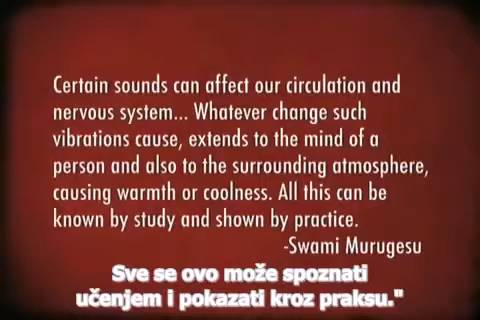 Certain sounds can affect our circulation and
nervous system... Whatever change such
vibrations cause, extends to the mind of a
person and also to the surrounding atmosphere,
causing warmth or coolness. All this can be
known by study and shown by practice.
-Swami Murugesu
Sve se ovo može spoznati
učenjem i pokazati kroz praksu."